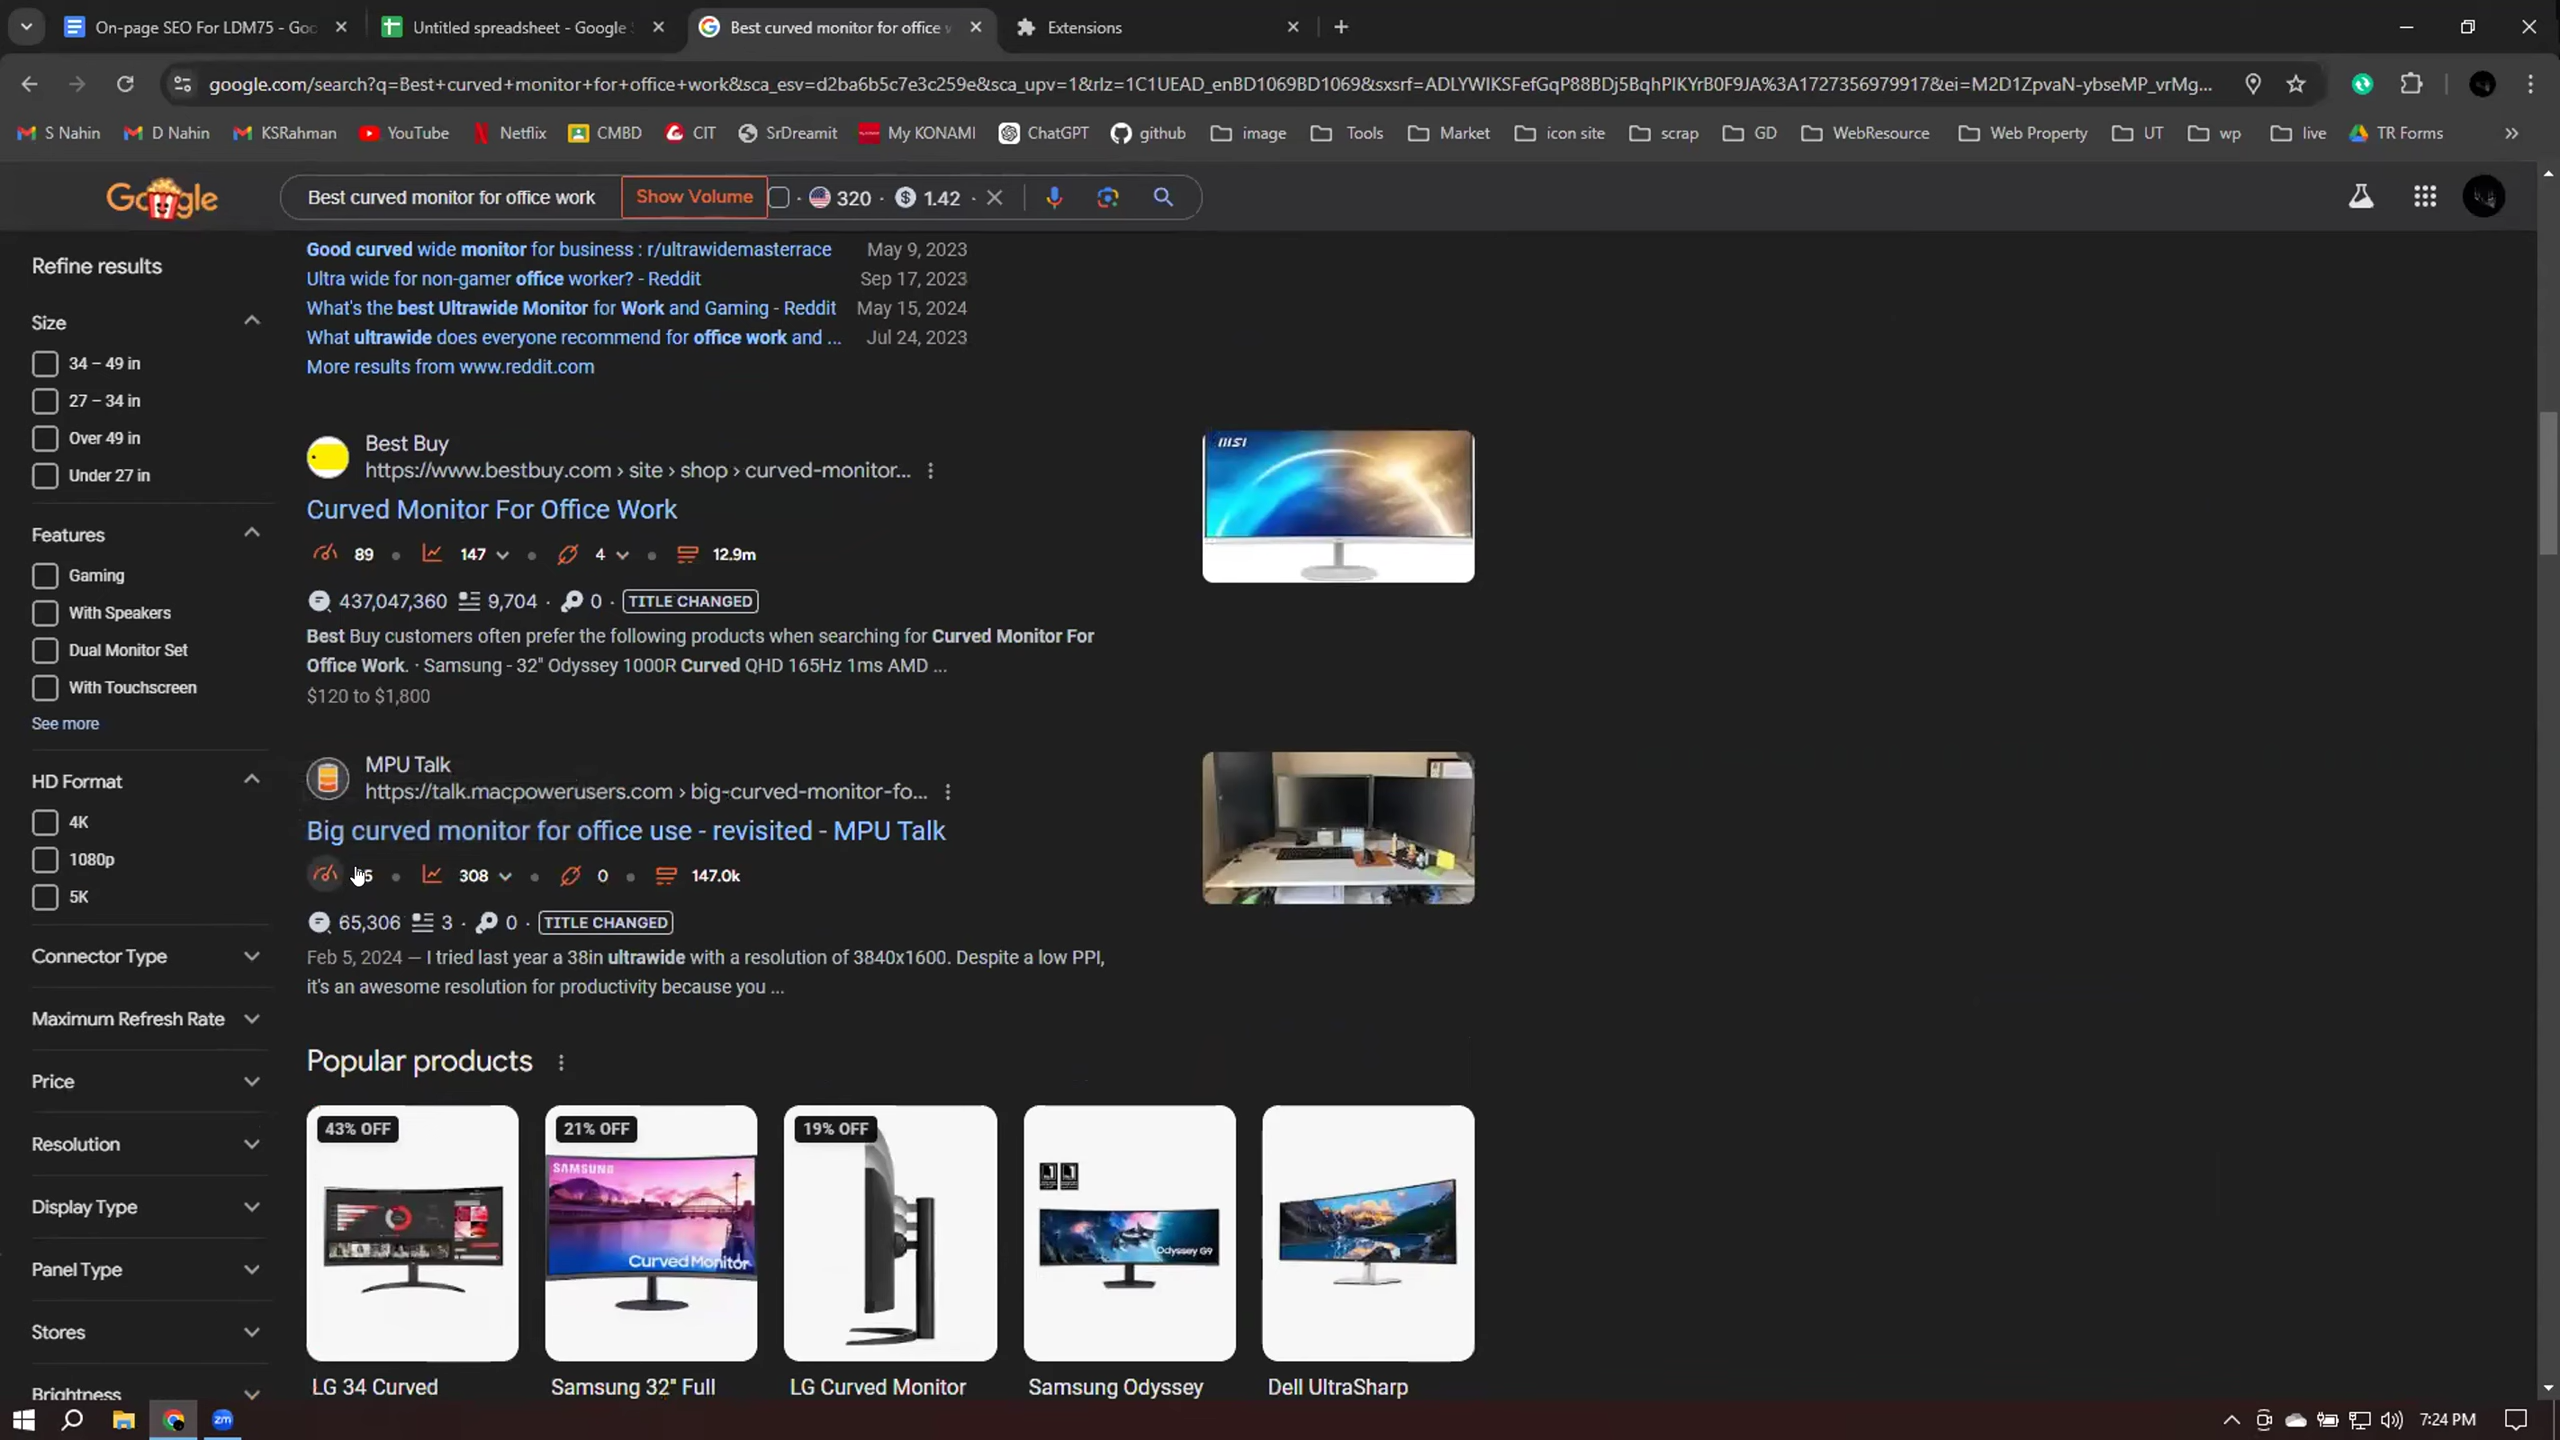 On-page SEO For LDM75 - Goo
Untitled spreadsheet - Google S
Best curved monitor for office w
Extensions
google.com/search?q=Best+curved+monitor+for+office+work&sca_esv=d2ba6b5c7e3c259e&sca_upv=1&rlz=1C1UEAD_enBD1069BD1069&sxsrf=ADLYWIKSFefGqP88BDj5BqhPIKYrB0F9JA%3A1727356979917&ei=M2D1ZpvaN-ybseMP_vrMg...
S Nahin
D Nahin
KSRahman
YouTube
Netflix
CMBD
CIT
SrDreamit
My KONAMI
ChatGPT
github
image
Tools
Market
icon site
scrap
GD
WebResource
Web Property
UT
wp
live
TR Forms
Google
Best curved monitor for office work
Show Volume
320 · $ 1.42 ·
Refine results
Size
34 – 49 in
27 – 34 in
Over 49 in
Under 27 in
Features
Gaming
With Speakers
Dual Monitor Set
With Touchscreen
See more
HD Format
4K
1080p
5K
Connector Type
Maximum Refresh Rate
Price
Resolution
Display Type
Panel Type
Stores
Brightness
Good curved wide monitor for business : r/ultrawidemasterrace May 9, 2023
Ultra wide for non-gamer office worker? - Reddit Sep 17, 2023
What's the best Ultrawide Monitor for Work and Gaming - Reddit May 15, 2024
What ultrawide does everyone recommend for office work and ... Jul 24, 2023
More results from www.reddit.com
Best Buy
https://www.bestbuy.com › site › shop › curved-monitor...
Curved Monitor For Office Work
89 • 147 • 4 • 12.9m
437,047,360 9,704 · 0 · TITLE CHANGED
Best Buy customers often prefer the following products when searching for Curved Monitor For
Office Work. · Samsung - 32" Odyssey 1000R Curved QHD 165Hz 1ms AMD ...
$120 to $1,800
msi
MPU Talk
https://talk.macpowerusers.com › big-curved-monitor-fo...
Big curved monitor for office use - revisited - MPU Talk
• 308 • 0 • 147.0k
65,306 3 · 0 · TITLE CHANGED
Feb 5, 2024 — I tried last year a 38in ultrawide with a resolution of 3840x1600. Despite a low PPI,
it's an awesome resolution for productivity because you ...
Popular products
43% OFF
21% OFF
19% OFF
SAMSUNG
Curved Monitor
Odyssey G9
LG 34 Curved
Samsung 32" Full
LG Curved Monitor
Samsung Odyssey
Dell UltraSharp
zm
7:24 PM